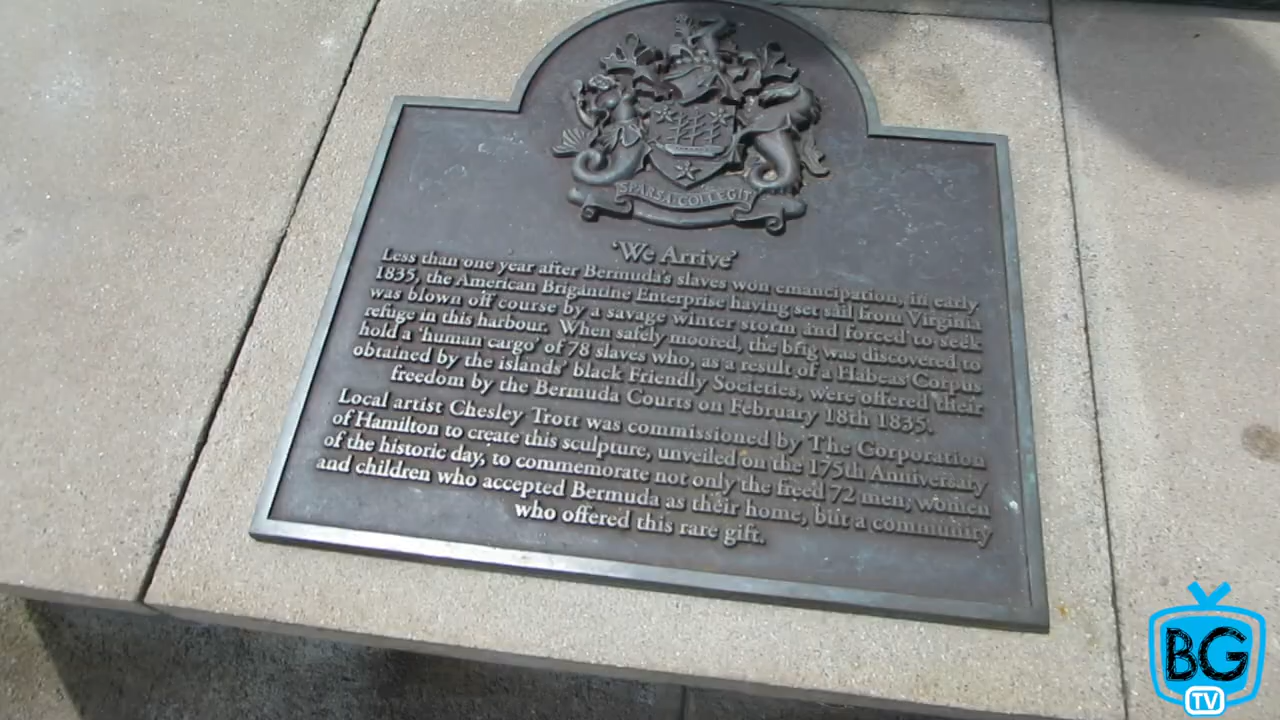 SPARSA COLLEGIT
'We Arrive'
Less than one year after Bermuda's slaves won emancipation, in early
1835, the American Brigantine Enterprise having set sail from Virginia
was blown off course by a savage winter storm and forced to seek
refuge in this harbour. When safely moored, the brig was discovered to
hold a 'human cargo' of 78 slaves who, as a result of a Habeas Corpus
obtained by the islands' black Friendly Societies, were offered their
freedom by the Bermuda Courts on February 18th 1835.
Local artist Chesley Trott was commissioned by The Corporation
of Hamilton to create this sculpture, unveiled on the 175th Anniversary
of the historic day, to commemorate not only the freed 72 men, women
and children who accepted Bermuda as their home, but a community
who offered this rare gift.
BG
TV